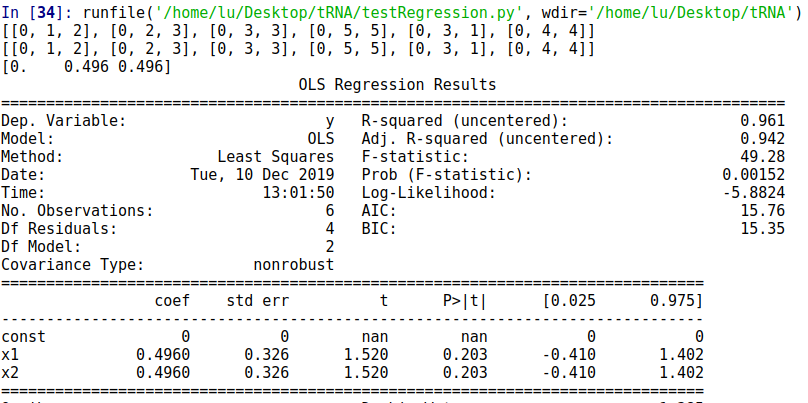 In [34]: runfile('/home/lu/Desktop/tRNA/testRegression.py', wdir='/home/lu/Desktop/tRNA')
[[0, 1, 2], [0, 2, 3], [0, 3, 3], [0, 5, 5], [0, 3, 1], [0, 4, 4]]
[[0, 1, 2], [0, 2, 3], [0, 3, 3], [0, 5, 5], [0, 3, 1], [0, 4, 4]]
[0.    0.496 0.496]
                                 OLS Regression Results
=======================================================================================
Dep. Variable:                      y   R-squared (uncentered):                   0.961
Model:                            OLS   Adj. R-squared (uncentered):              0.942
Method:                 Least Squares   F-statistic:                              49.28
Date:                Tue, 10 Dec 2019   Prob (F-statistic):                     0.00152
Time:                        13:01:50   Log-Likelihood:                         -5.8824
No. Observations:                   6   AIC:                                      15.76
Df Residuals:                       4   BIC:                                      15.35
Df Model:                           2
Covariance Type:            nonrobust
==============================================================================
                 coef    std err          t      P>|t|      [0.025      0.975]
------------------------------------------------------------------------------
const               0          0        nan        nan           0           0
x1             0.4960      0.326      1.520      0.203      -0.410       1.402
x2             0.4960      0.326      1.520      0.203      -0.410       1.402
==============================================================================